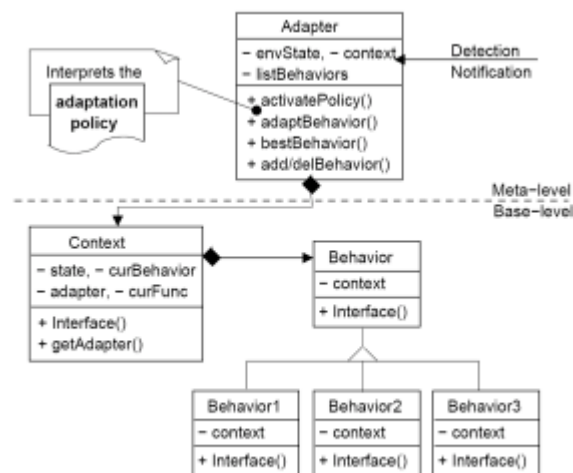 Adapter
− envState, − context
− listBehaviors
+ activatePolicy()
+ adaptBehavior()
+ bestBehavior()
+ add/delBehavior()
Detection
Notification
Interprets the
adaptation
policy
Meta−level
Base−level
Context
− state, − curBehavior
− adapter, − curFunc
+ Interface()
+ getAdapter()
Behavior
− context
+ Interface()
Behavior1
− context
+ Interface()
Behavior2
− context
+ Interface()
Behavior3
− context
+ Interface()